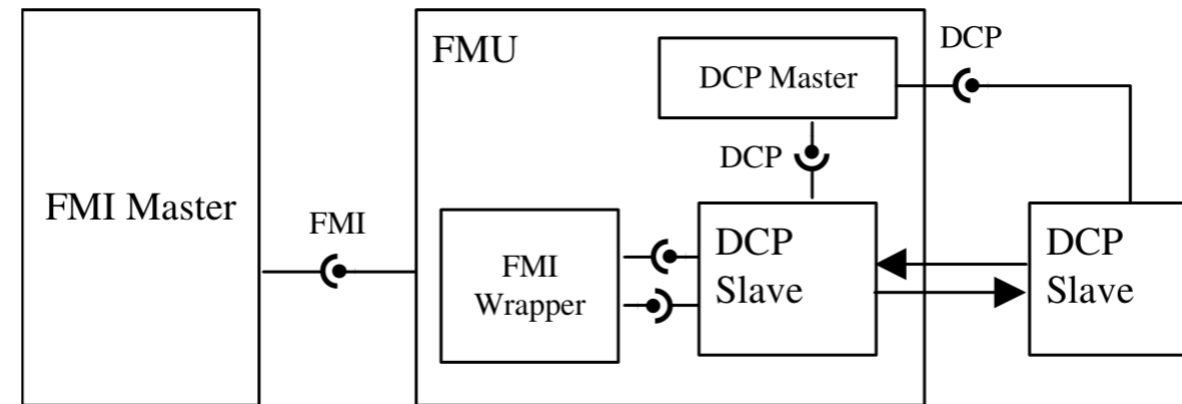 FMU
DCP
DCP Master
DCP
FMI Master
FMI
FMI
Wrapper
DCP
Slave
DCP
Slave